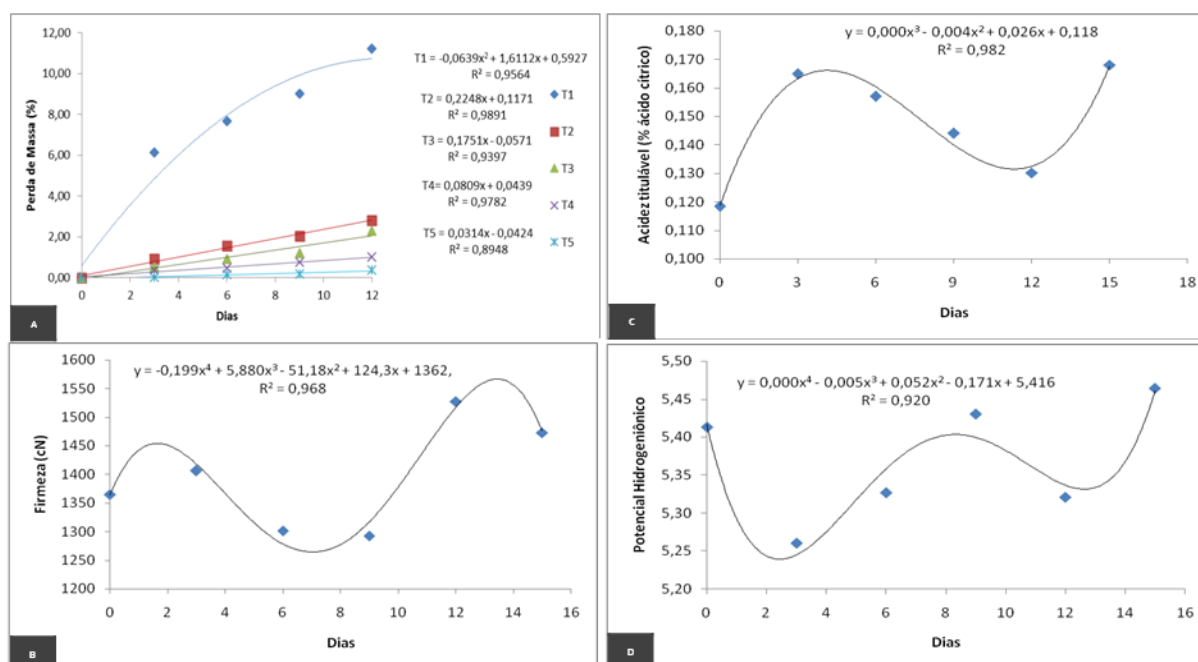 12,00
10,00
8,00
6,00
4,00
2,00
0,00
Perda de Massa (%)
0 2 4 6 8 10 12
Dias
T1 = -0,0639x² + 1,6112x + 0,5927
R² = 0,9564
T2 = 0,2248x + 0,1171
R² = 0,9891
T3 = 0,1751x - 0,0571
R² = 0,9397
T4= 0,0809x + 0,0439
R² = 0,9782
T5 = 0,0314x - 0,0424
R² = 0,8948
T1
T2
T3
T4
T5
A
0,180
0,170
0,160
0,150
0,140
0,130
0,120
0,110
0,100
Acidez titulável (% ácido cítrico)
y = 0,000x³ - 0,004x² + 0,026x + 0,118
R² = 0,982
0 3 6 9 12 15 18
Dias
C
1600
1550
1500
1450
1400
1350
1300
1250
1200
Firmeza (cN)
y = -0,199x⁴ + 5,880x³ - 51,18x² + 124,3x + 1362,
R² = 0,968
0 2 4 6 8 10 12 14 16
Dias
B
5,50
5,45
5,40
5,35
5,30
5,25
5,20
Potencial Hidrogeniônico
y = 0,000x⁴ - 0,005x³ + 0,052x² - 0,171x + 5,416
R² = 0,920
0 2 4 6 8 10 12 14 16
Dias
D